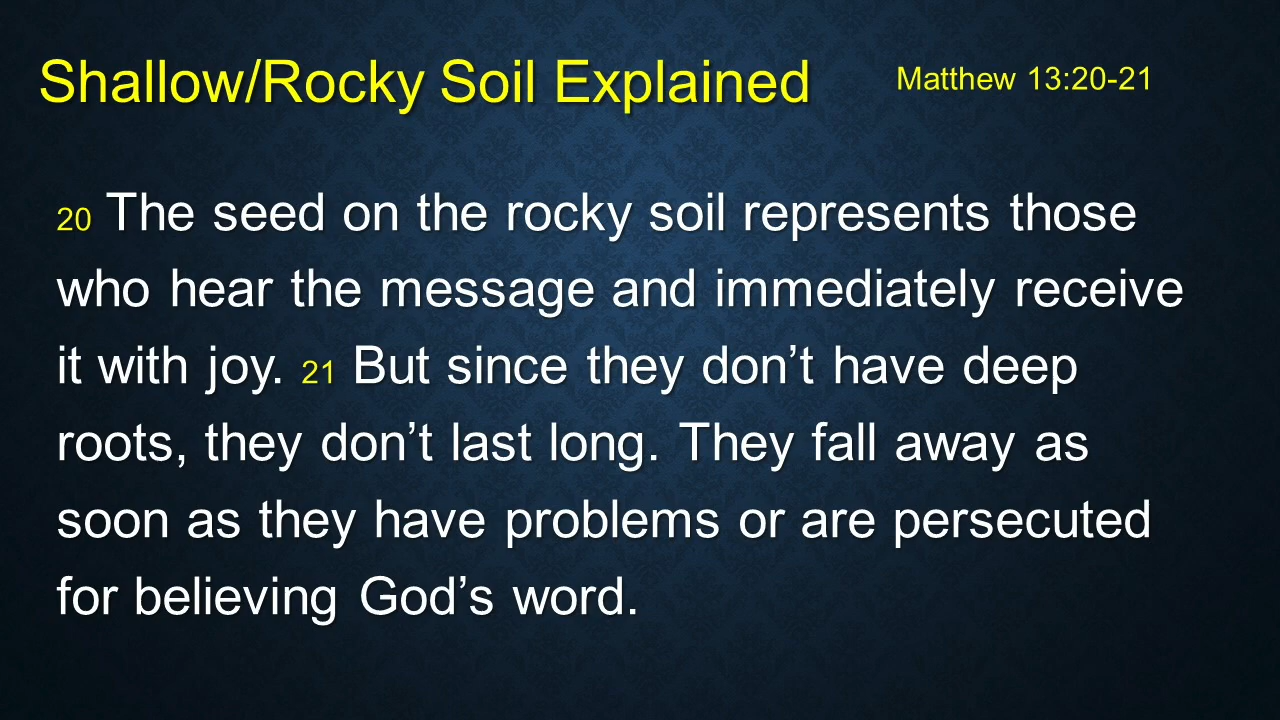 Shallow/Rocky Soil Explained Matthew 13:20-21
20 The seed on the rocky soil represents those
who hear the message and immediately receive
it with joy. 21 But since they don’t have deep
roots, they don’t last long. They fall away as
soon as they have problems or are persecuted
for believing God’s word.